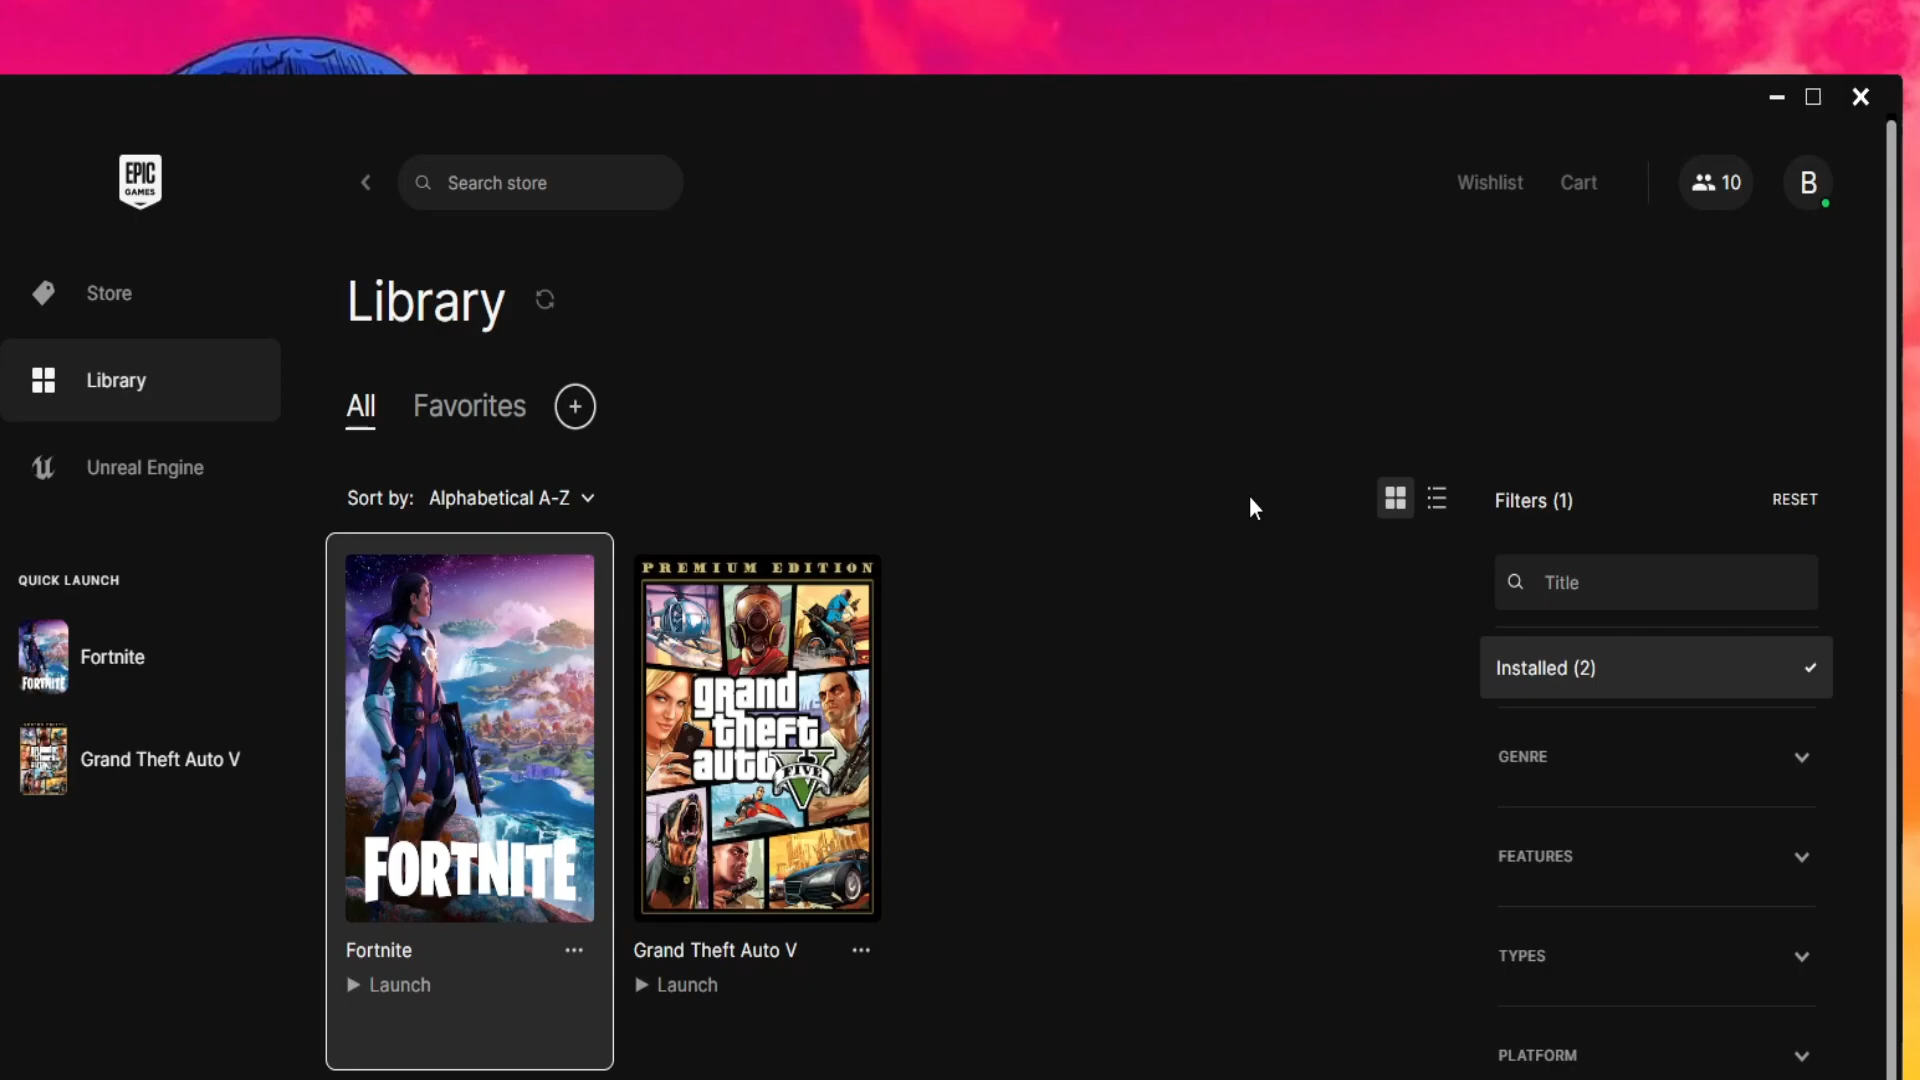 EPIC
GAMES
Search store
Wishlist
Cart
10
B
Store
Library
Library
All
Favorites
+
Unreal Engine
Sort by: Alphabetical A-Z
Filters (1)
RESET
Title
QUICK LAUNCH
FORTNITE
Fortnite
Grand Theft Auto V
FORTNITE
PREMIUM EDITION
grand
theft
auto
V
FIVE
Installed (2)
GENRE
FEATURES
TYPES
PLATFORM
Fortnite
Launch
Grand Theft Auto V
Launch